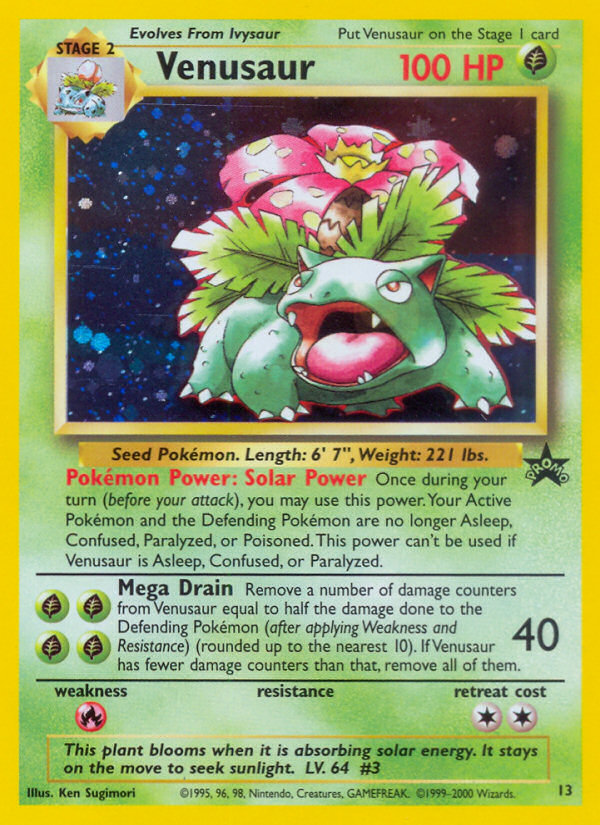 Evolves From Ivysaur
Put Venusaur on the Stage 1 card
STAGE 2
Venusaur
100 HP
Seed Pokémon. Length: 6' 7", Weight: 221 lbs.
PROMO
Pokémon Power: Solar Power Once during your
turn (before your attack), you may use this power. Your Active
Pokémon and the Defending Pokémon are no longer Asleep,
Confused, Paralyzed, or Poisoned. This power can't be used if
Venusaur is Asleep, Confused, or Paralyzed.
Mega Drain Remove a number of damage counters
from Venusaur equal to half the damage done to the
Defending Pokémon (after applying Weakness and
Resistance) (rounded up to the nearest 10). If Venusaur
has fewer damage counters than that, remove all of them.
40
weakness
resistance
retreat cost
This plant blooms when it is absorbing solar energy. It stays
on the move to seek sunlight. LV. 64 #3
Illus. Ken Sugimori
©1995, 96, 98, Nintendo, Creatures, GAMEFREAK. ©1999-2000 Wizards.
13